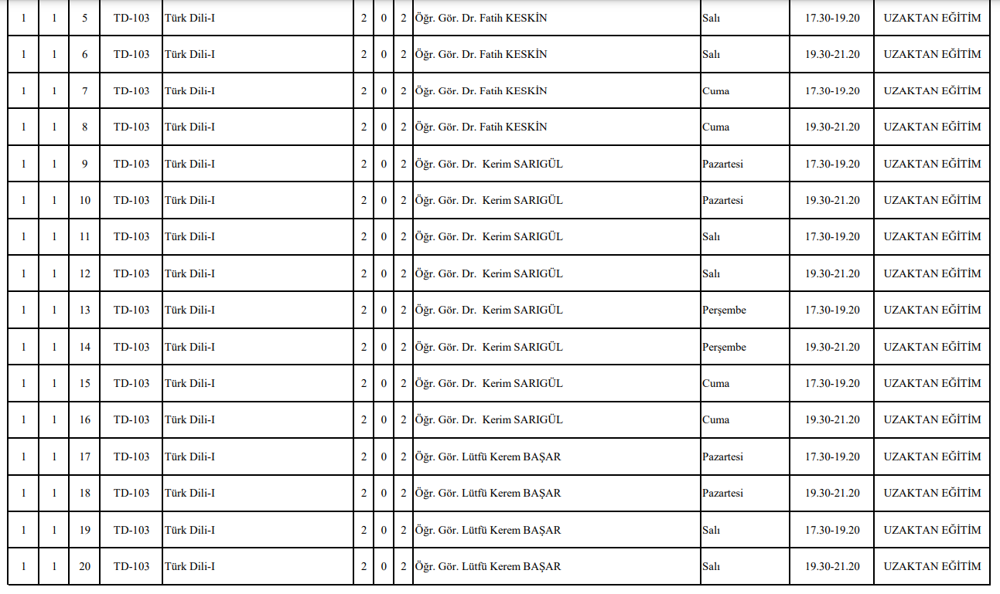 1 1 5 TD-103 Türk Dili-I 2 0 2 Öğr. Gör. Dr. Fatih KESKİN Salı 17.30-19.20 UZAKTAN EĞİTİM
1 1 6 TD-103 Türk Dili-I 2 0 2 Öğr. Gör. Dr. Fatih KESKİN Salı 19.30-21.20 UZAKTAN EĞİTİM
1 1 7 TD-103 Türk Dili-I 2 0 2 Öğr. Gör. Dr. Fatih KESKİN Cuma 17.30-19.20 UZAKTAN EĞİTİM
1 1 8 TD-103 Türk Dili-I 2 0 2 Öğr. Gör. Dr. Fatih KESKİN Cuma 19.30-21.20 UZAKTAN EĞİTİM
1 1 9 TD-103 Türk Dili-I 2 0 2 Öğr. Gör. Dr. Kerim SARIGÜL Pazartesi 17.30-19.20 UZAKTAN EĞİTİM
1 1 10 TD-103 Türk Dili-I 2 0 2 Öğr. Gör. Dr. Kerim SARIGÜL Pazartesi 19.30-21.20 UZAKTAN EĞİTİM
1 1 11 TD-103 Türk Dili-I 2 0 2 Öğr. Gör. Dr. Kerim SARIGÜL Salı 17.30-19.20 UZAKTAN EĞİTİM
1 1 12 TD-103 Türk Dili-I 2 0 2 Öğr. Gör. Dr. Kerim SARIGÜL Salı 19.30-21.20 UZAKTAN EĞİTİM
1 1 13 TD-103 Türk Dili-I 2 0 2 Öğr. Gör. Dr. Kerim SARIGÜL Perşembe 17.30-19.20 UZAKTAN EĞİTİM
1 1 14 TD-103 Türk Dili-I 2 0 2 Öğr. Gör. Dr. Kerim SARIGÜL Perşembe 19.30-21.20 UZAKTAN EĞİTİM
1 1 15 TD-103 Türk Dili-I 2 0 2 Öğr. Gör. Dr. Kerim SARIGÜL Cuma 17.30-19.20 UZAKTAN EĞİTİM
1 1 16 TD-103 Türk Dili-I 2 0 2 Öğr. Gör. Dr. Kerim SARIGÜL Cuma 19.30-21.20 UZAKTAN EĞİTİM
1 1 17 TD-103 Türk Dili-I 2 0 2 Öğr. Gör. Lütfü Kerem BAŞAR Pazartesi 17.30-19.20 UZAKTAN EĞİTİM
1 1 18 TD-103 Türk Dili-I 2 0 2 Öğr. Gör. Lütfü Kerem BAŞAR Pazartesi 19.30-21.20 UZAKTAN EĞİTİM
1 1 19 TD-103 Türk Dili-I 2 0 2 Öğr. Gör. Lütfü Kerem BAŞAR Salı 17.30-19.20 UZAKTAN EĞİTİM
1 1 20 TD-103 Türk Dili-I 2 0 2 Öğr. Gör. Lütfü Kerem BAŞAR Salı 19.30-21.20 UZAKTAN EĞİTİM